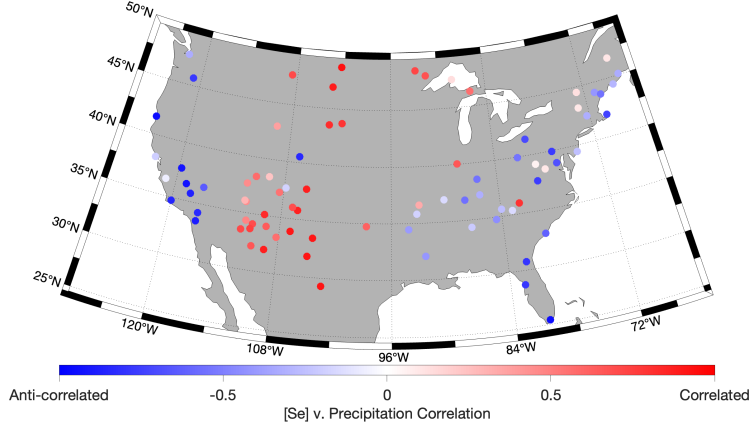 50°N
45°N
40°N
35°N
30°N
25°N
120°W
108°W
96°W
84°W
72°W
Anti-correlated -0.5 0 0.5 Correlated
[Se] v. Precipitation Correlation